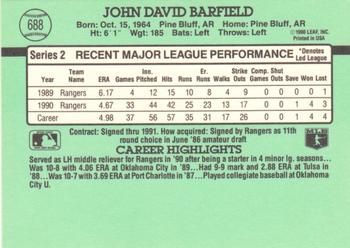 688
JOHN DAVID BARFIELD
Born: Oct. 15, 1964 Pine Bluff, AR Home: Pine Bluff, AR
Ht: 6'1" Wgt: 185 Bats: Left Throws: Left
© 1990 LEAF, INC.
Printed in USA
Series 2 RECENT MAJOR LEAGUE PERFORMANCE *Denotes Led League
ERA Games Innings Pitched Hits Runs Er. Runs Walks Strike Outs Comp. Games Shut Outs Save Won Lost
1989 Rangers 6.17 4 12 15 10 8 4 9 0 0 0 0 1
1990 Rangers 4.67 33 44 42 25 23 13 17 0 0 1 4 3
Career 4.98 37 56 57 35 31 17 26 0 0 1 4 4
Contract: Signed thru 1991. How acquired: Signed by Rangers as 11th
round choice in June '86 amateur draft
CAREER HIGHLIGHTS
Served as LH middle reliever for Rangers in '90 after being a starter in 4 minor lg. seasons...
Was 10-8 with 4.06 ERA at Oklahoma City in '89... Had 9-9 mark and 2.88 ERA at Tulsa in
'88... Was 10-7 with 3.69 ERA at Port Charlotte in '87... Played collegiate baseball at Oklahoma
City U.